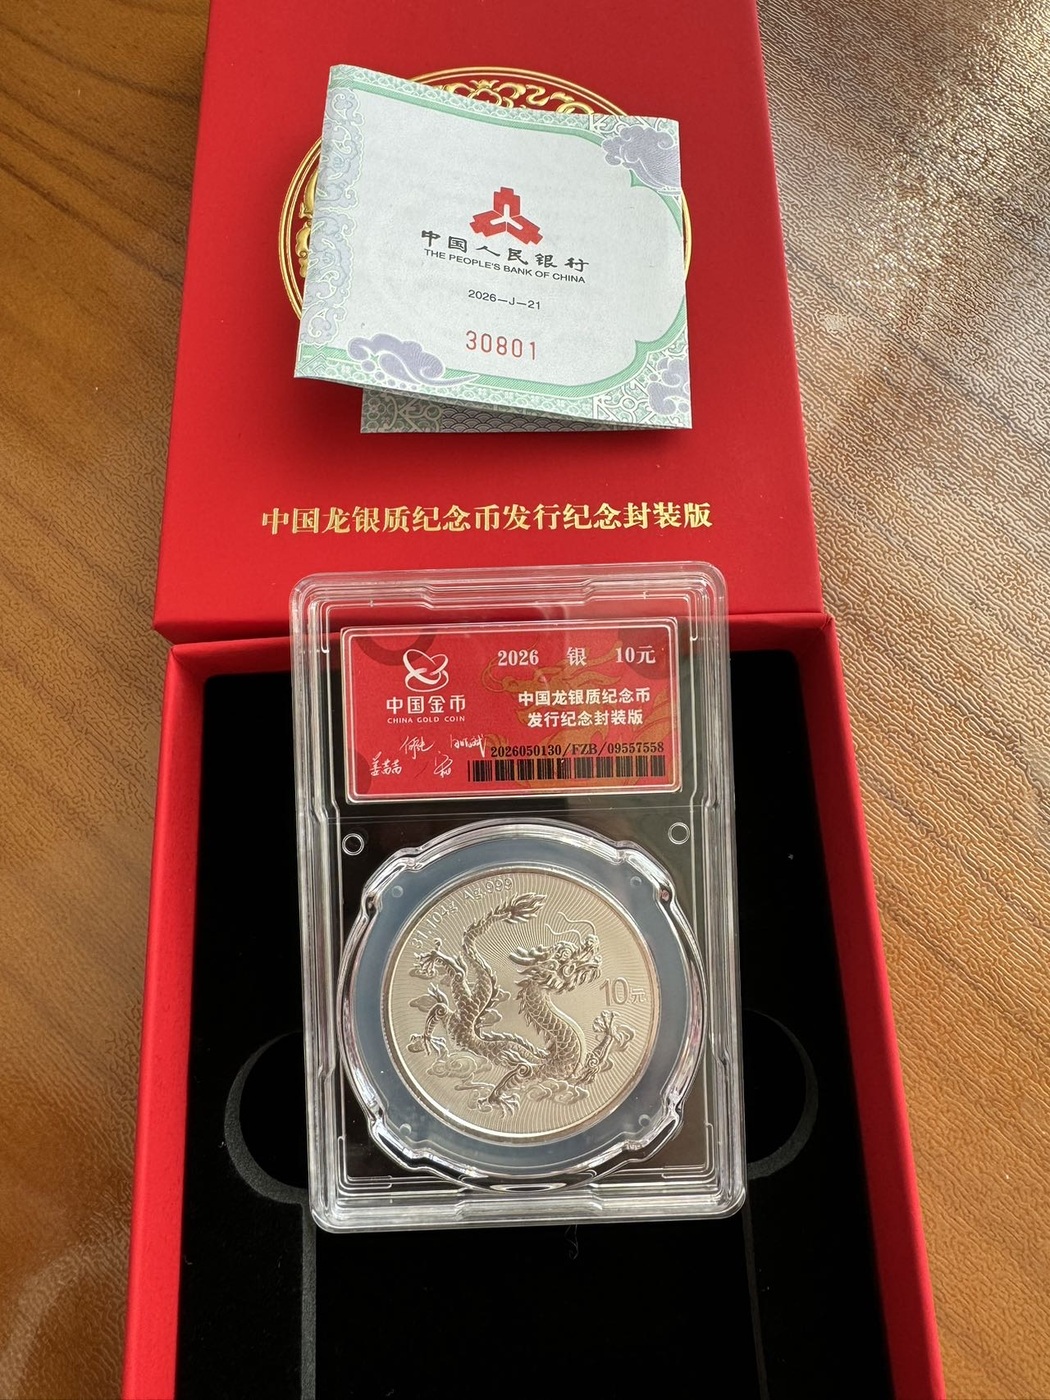 中国人民银行
THE PEOPLE'S BANK OF CHINA
2026—J—21
30801
中国龙银质纪念币发行纪念封装版
2026 银 10元
中国金币
CHINA GOLD COIN
中国龙银质纪念币
发行纪念封装版
2026050130/FZB/09557558
31.104g Ag.999
10元